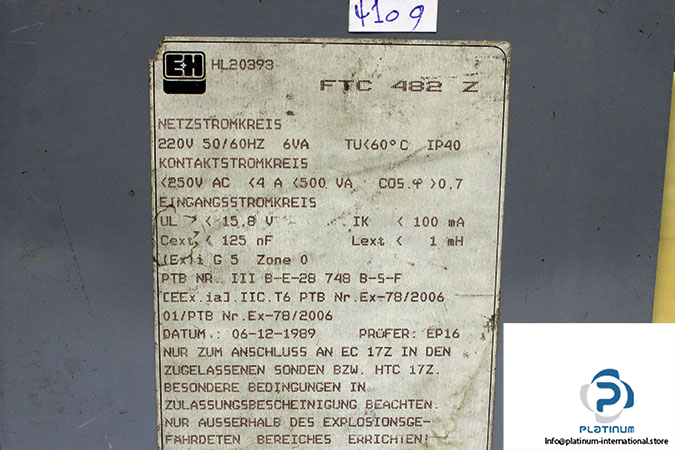 4109
E+H HL20393
FTC 482 Z
NETZSTROMKREIS
220V 50/60HZ 6VA TU<60°C IP40
KONTAKTSTROMKREIS
<250V AC <4 A <500 VA COS.φ >0,7
EINGANGSSTROMKREIS
UL < 15,8 V IK < 100 mA
Cext < 125 nF Lext < 1 mH
(Ex)i G 5 Zone 0
PTB NR. III B-E-28 748 B-S-F
[EEx.ia].IIC.T6 PTB Nr.Ex-78/2006
01/PTB Nr.Ex-78/2006
DATUM.: 06-12-1989 PRÜFER: EP16
NUR ZUM ANSCHLUSS AN EC 17Z IN DEN
ZUGELASSENEN SONDEN BZW. HTC 17Z.
BESONDERE BEDINGUNGEN IN
ZULASSUNGSBESCHEINIGUNG BEACHTEN.
NUR AUSSERHALB DES EXPLOSIONSGE-
FÄHRDETEN BEREICHES ERRICHTEN!
PLATINUM
Info@platinum-international.store